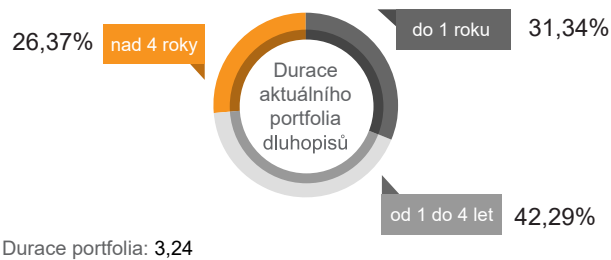 26,37%
nad 4 roky
do 1 roku
31,34%
Durace
aktuálního
portfolia
dluhopisů
od 1 do 4 let
42,29%
Durace portfolia: 3,24